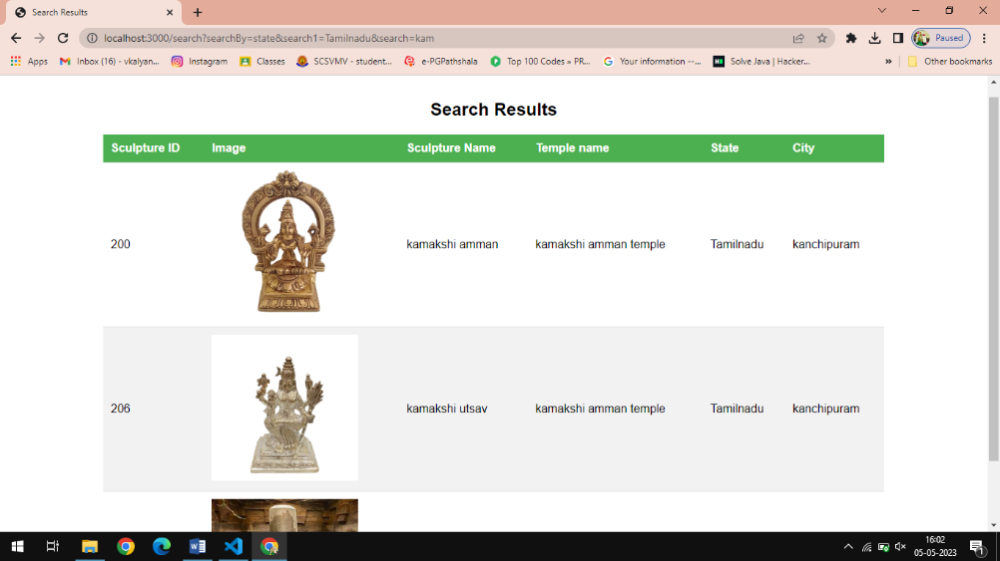 Search Results
Paused
localhost:3000/search?searchBy=state&search1=Tamilnadu&search=kam
Apps Inbox (16) - vkalyan... Instagram Classes SCSVMV - student... e-PGPathshala Top 100 Codes » PR... Your information --... Solve Java | Hacker... » Other bookmarks
Search Results
Sculpture ID Image Sculpture Name Temple name State City
200 kamakshi amman kamakshi amman temple Tamilnadu kanchipuram
206 kamakshi utsav kamakshi amman temple Tamilnadu kanchipuram
16:02
05-05-2023
1